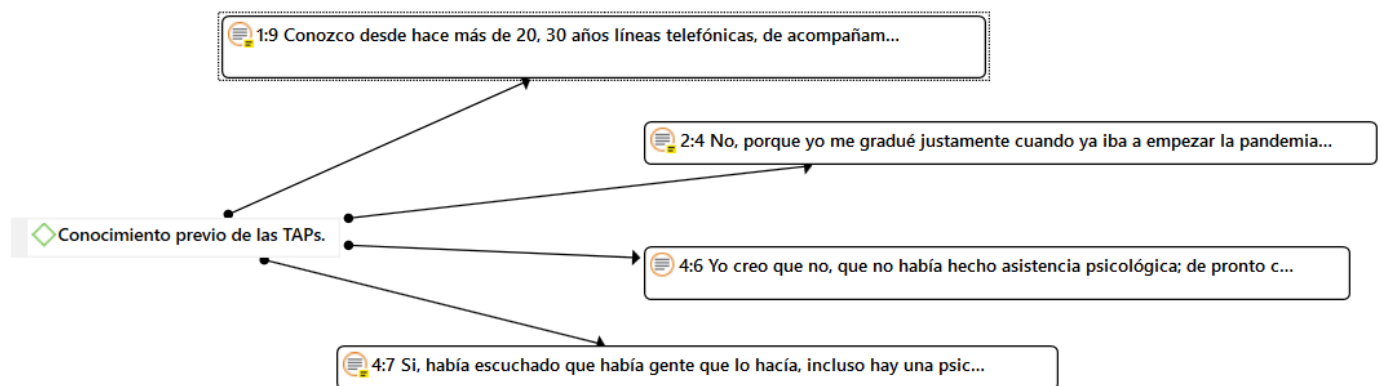 1:9 Conozco desde hace más de 20, 30 años líneas telefónicas, de acompañam...
2:4 No, porque yo me gradué justamente cuando ya iba a empezar la pandemia...
Conocimiento previo de las TAPs.
4:6 Yo creo que no, que no había hecho asistencia psicológica; de pronto c...
4:7 Si, había escuchado que había gente que lo hacía, incluso hay una psic...